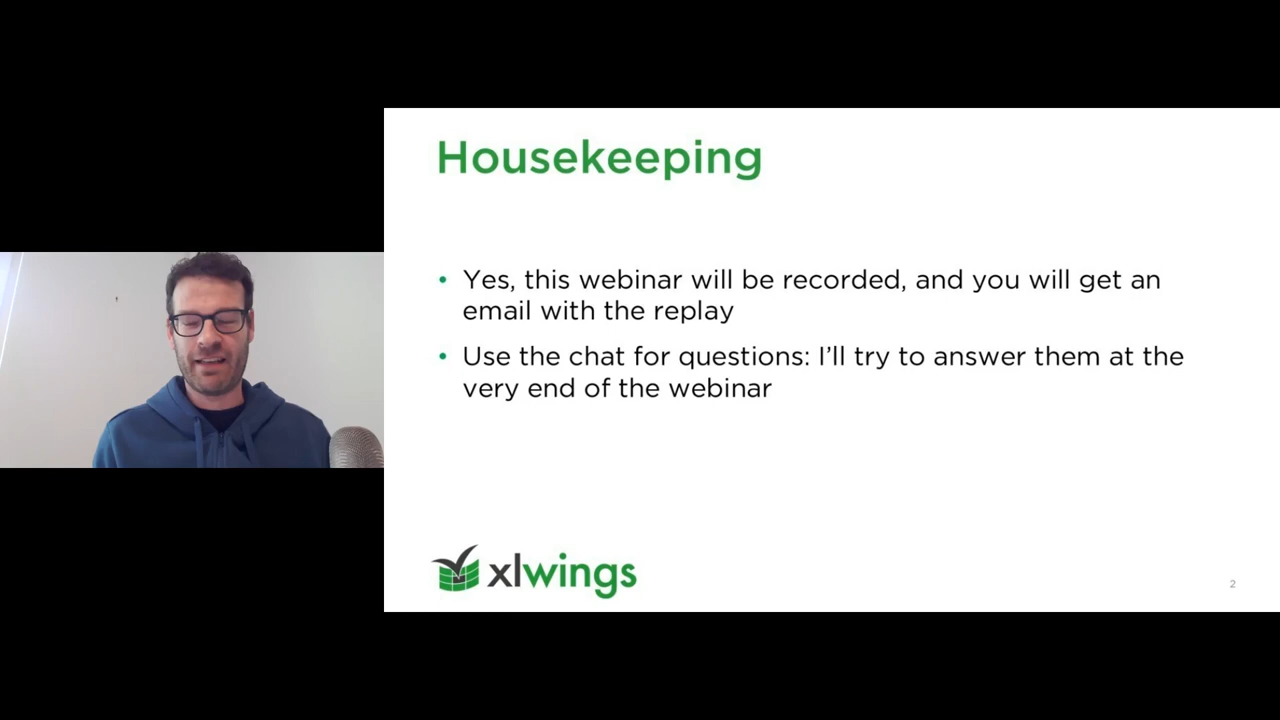 Housekeeping
• Yes, this webinar will be recorded, and you will get an
email with the replay
• Use the chat for questions: I’ll try to answer them at the
very end of the webinar
xlwings
2